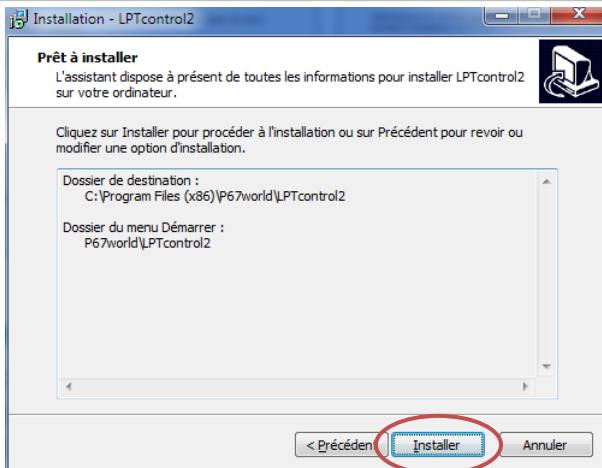 Installation - LPTcontrol2
Prêt à installer
L'assistant dispose à présent de toutes les informations pour installer LPTcontrol2
sur votre ordinateur.
Cliquez sur Installer pour procéder à l'installation ou sur Précédent pour revoir ou
modifier une option d'installation.
Dossier de destination :
C:\Program Files (x86)\P67world\LPTcontrol2
Dossier du menu Démarrer :
P67world\LPTcontrol2
< Précédent
Installer
Annuler